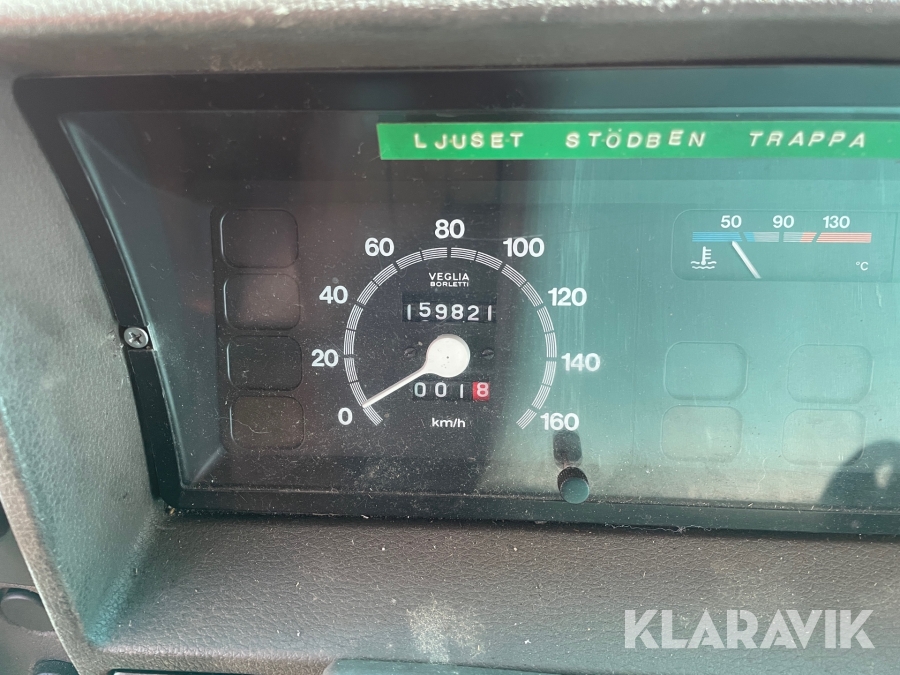 LJUSET STÖDBEN TRAPPA
80
60 100
40 120
20 140
0 160
VEGLIA
BORLETTI
159821
0018
km/h
50 90 130
°C
KLARAVIK